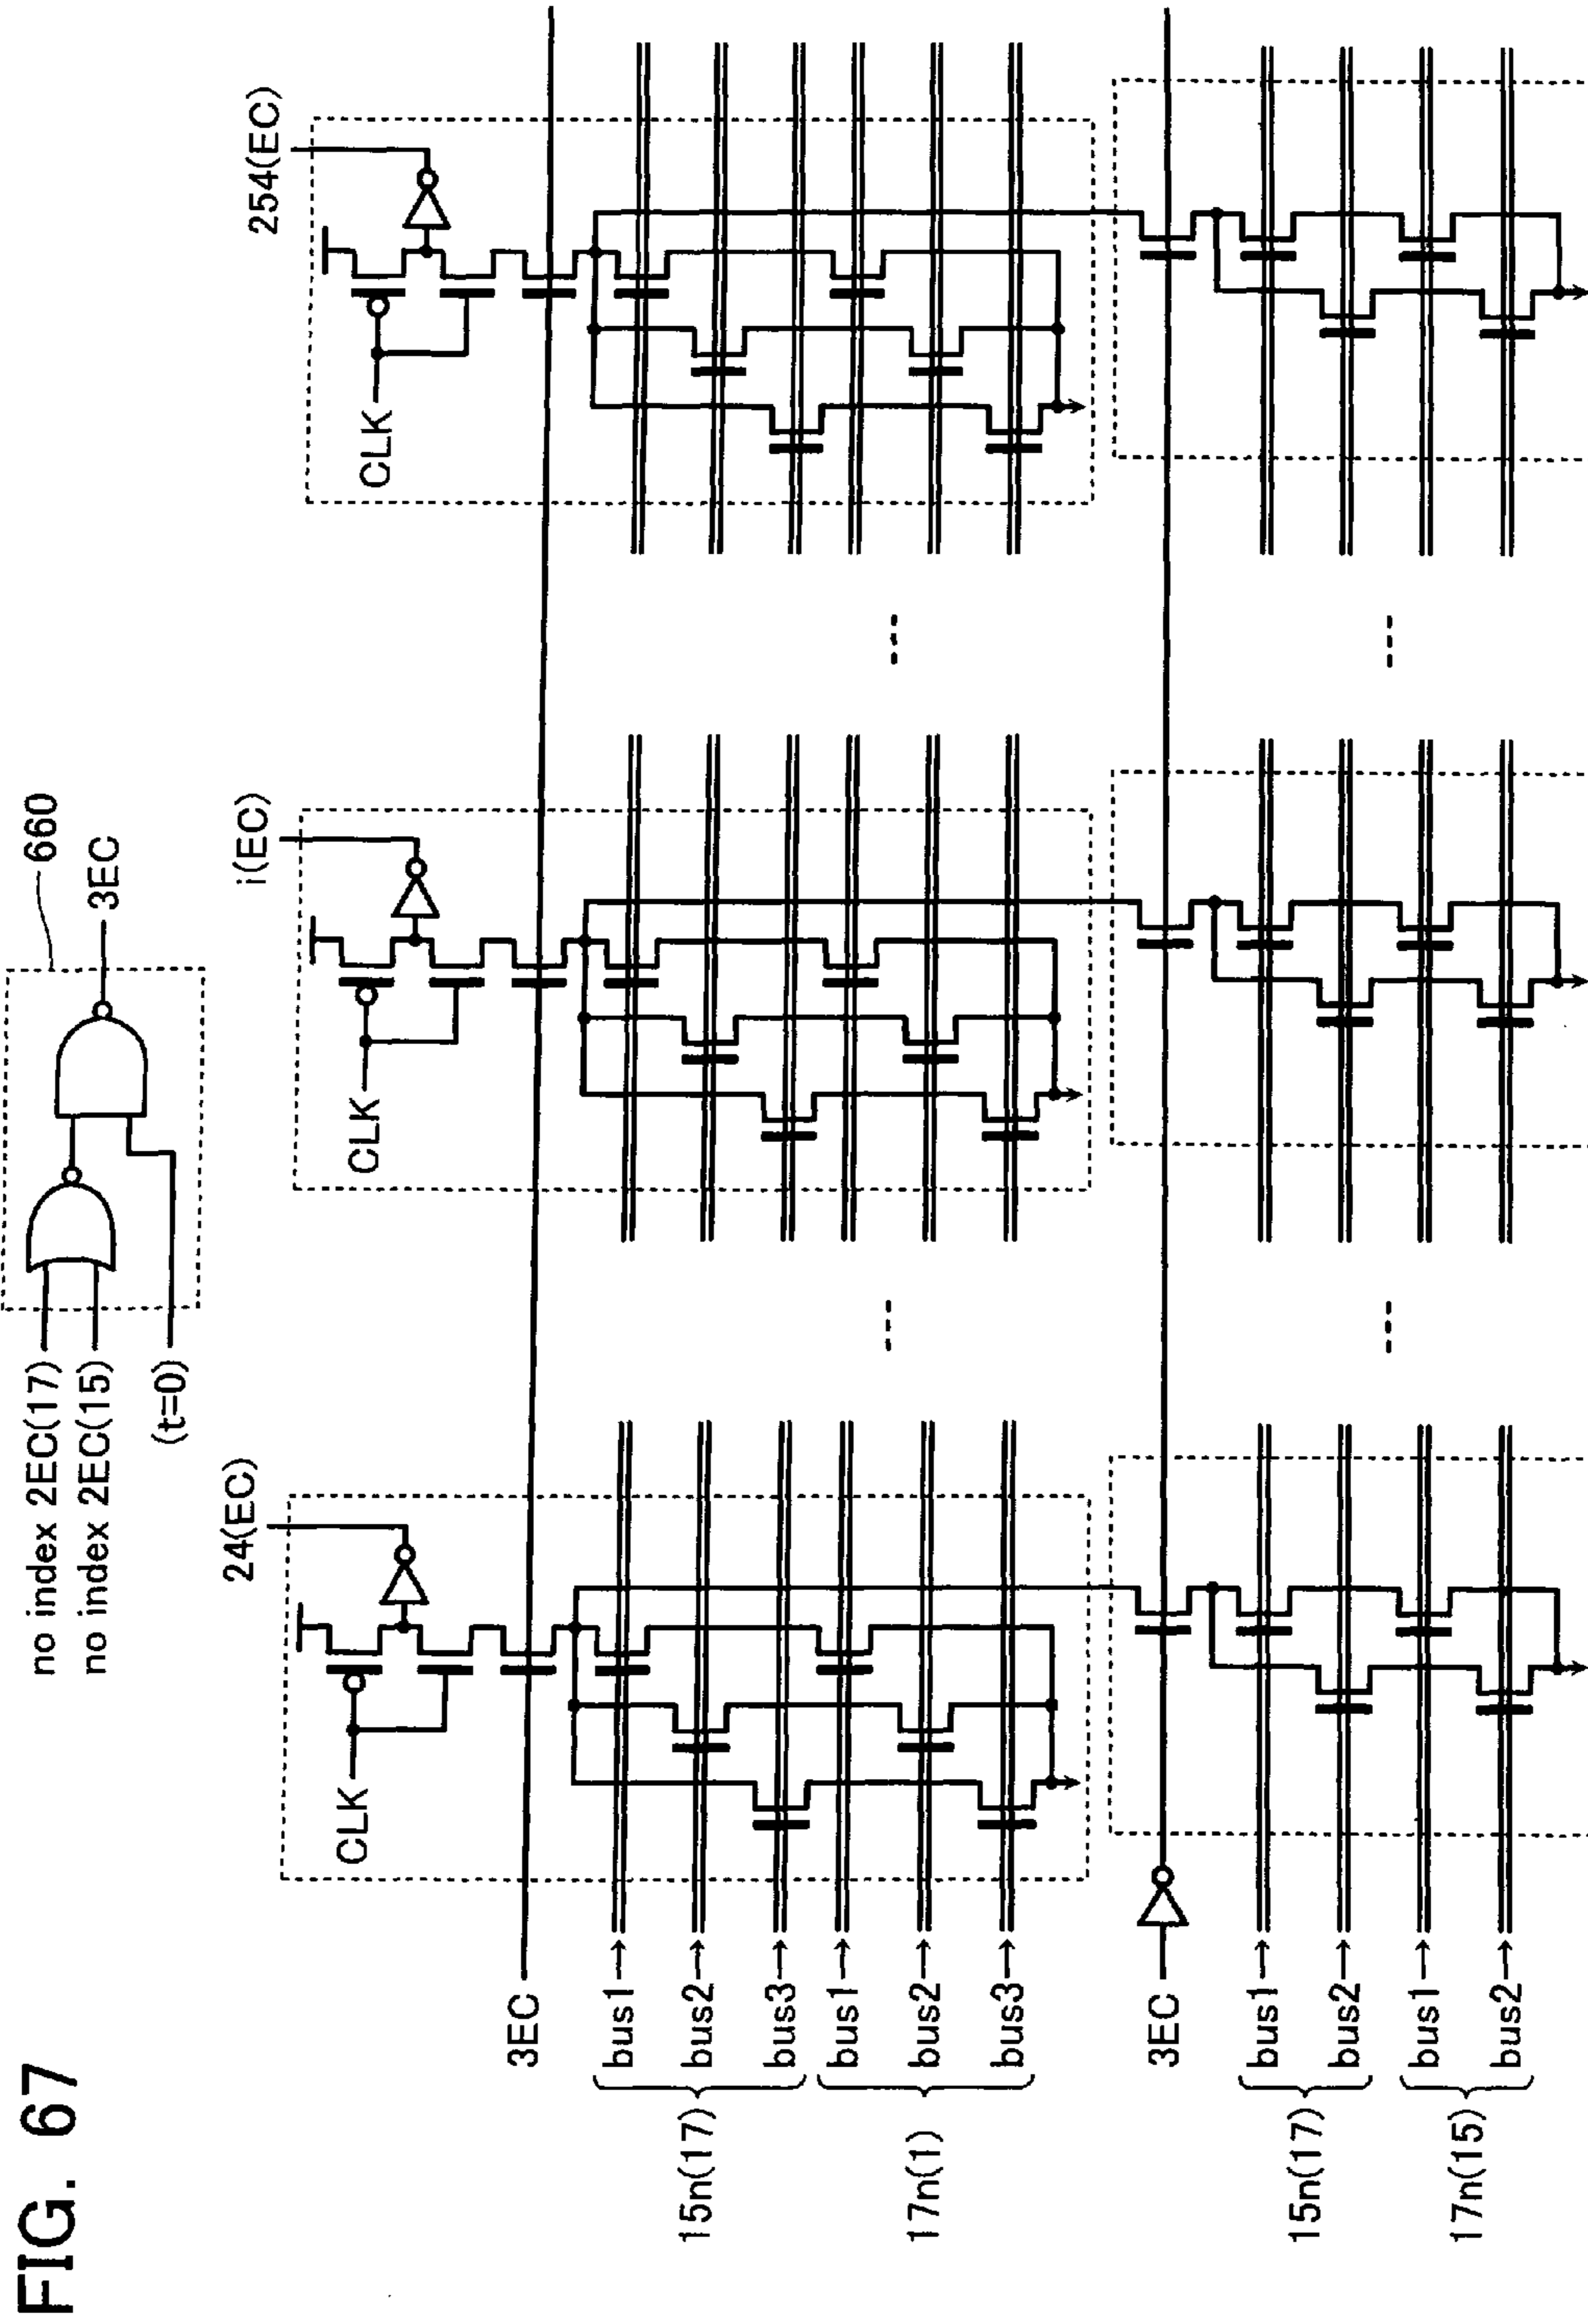 FIG. 67
no index 2EC(17)
no index 2EC(15)
(t=0)
660
3EC
24(EC)
i(EC)
254(EC)
CLK
CLK
CLK
3EC
15n(17)
bus1
bus2
bus3
17n(1)
bus1
bus2
bus3
3EC
15n(17)
bus1
bus2
17n(15)
bus1
bus2